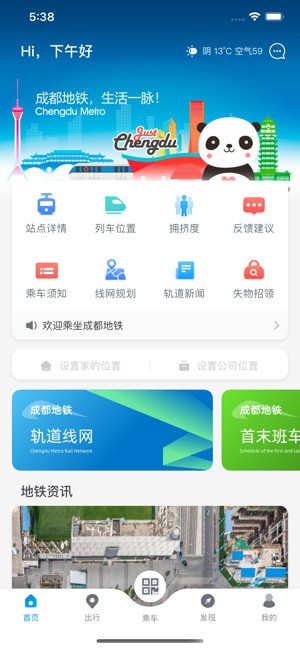 5:38
Hi，下午好
阴 13°C 空气59
成都地铁，生活一脉！
Chengdu Metro
Just
Chengdu
站点详情 列车位置 拥挤度 反馈建议
乘车须知 线网规划 轨道新闻 失物招领
欢迎乘坐成都地铁
设置家的位置 设置公司位置
成都地铁 成都地铁
轨道线网 首末班车
Chengdu Metro Rail Network Schedule of the first and las
地铁资讯
首页 出行 乘车 发现 我的